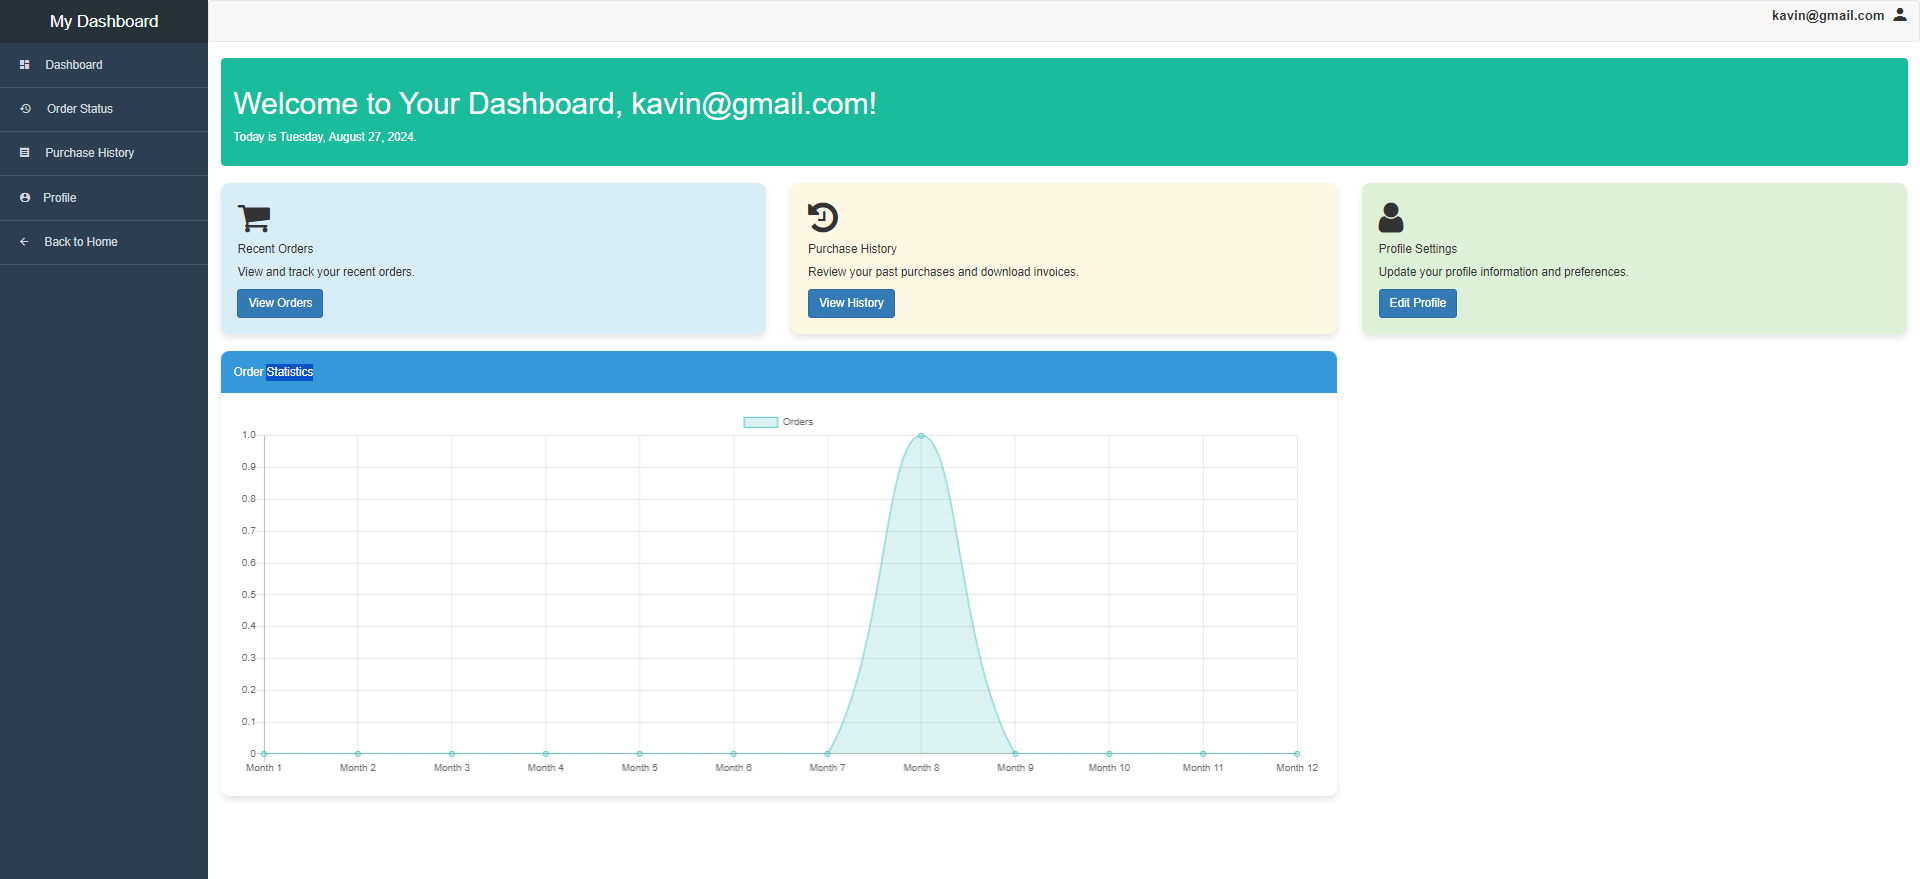 My Dashboard
kavin@gmail.com
Dashboard
Order Status
Purchase History
Profile
Back to Home
Welcome to Your Dashboard, kavin@gmail.com!
Today is Tuesday, August 27, 2024.
Recent Orders
View and track your recent orders.
View Orders
Purchase History
Review your past purchases and download invoices.
View History
Profile Settings
Update your profile information and preferences.
Edit Profile
Order Statistics
Orders
1.0
0.9
0.8
0.7
0.6
0.5
0.4
0.3
0.2
0.1
0
Month 1 Month 2 Month 3 Month 4 Month 5 Month 6 Month 7 Month 8 Month 9 Month 10 Month 11 Month 12